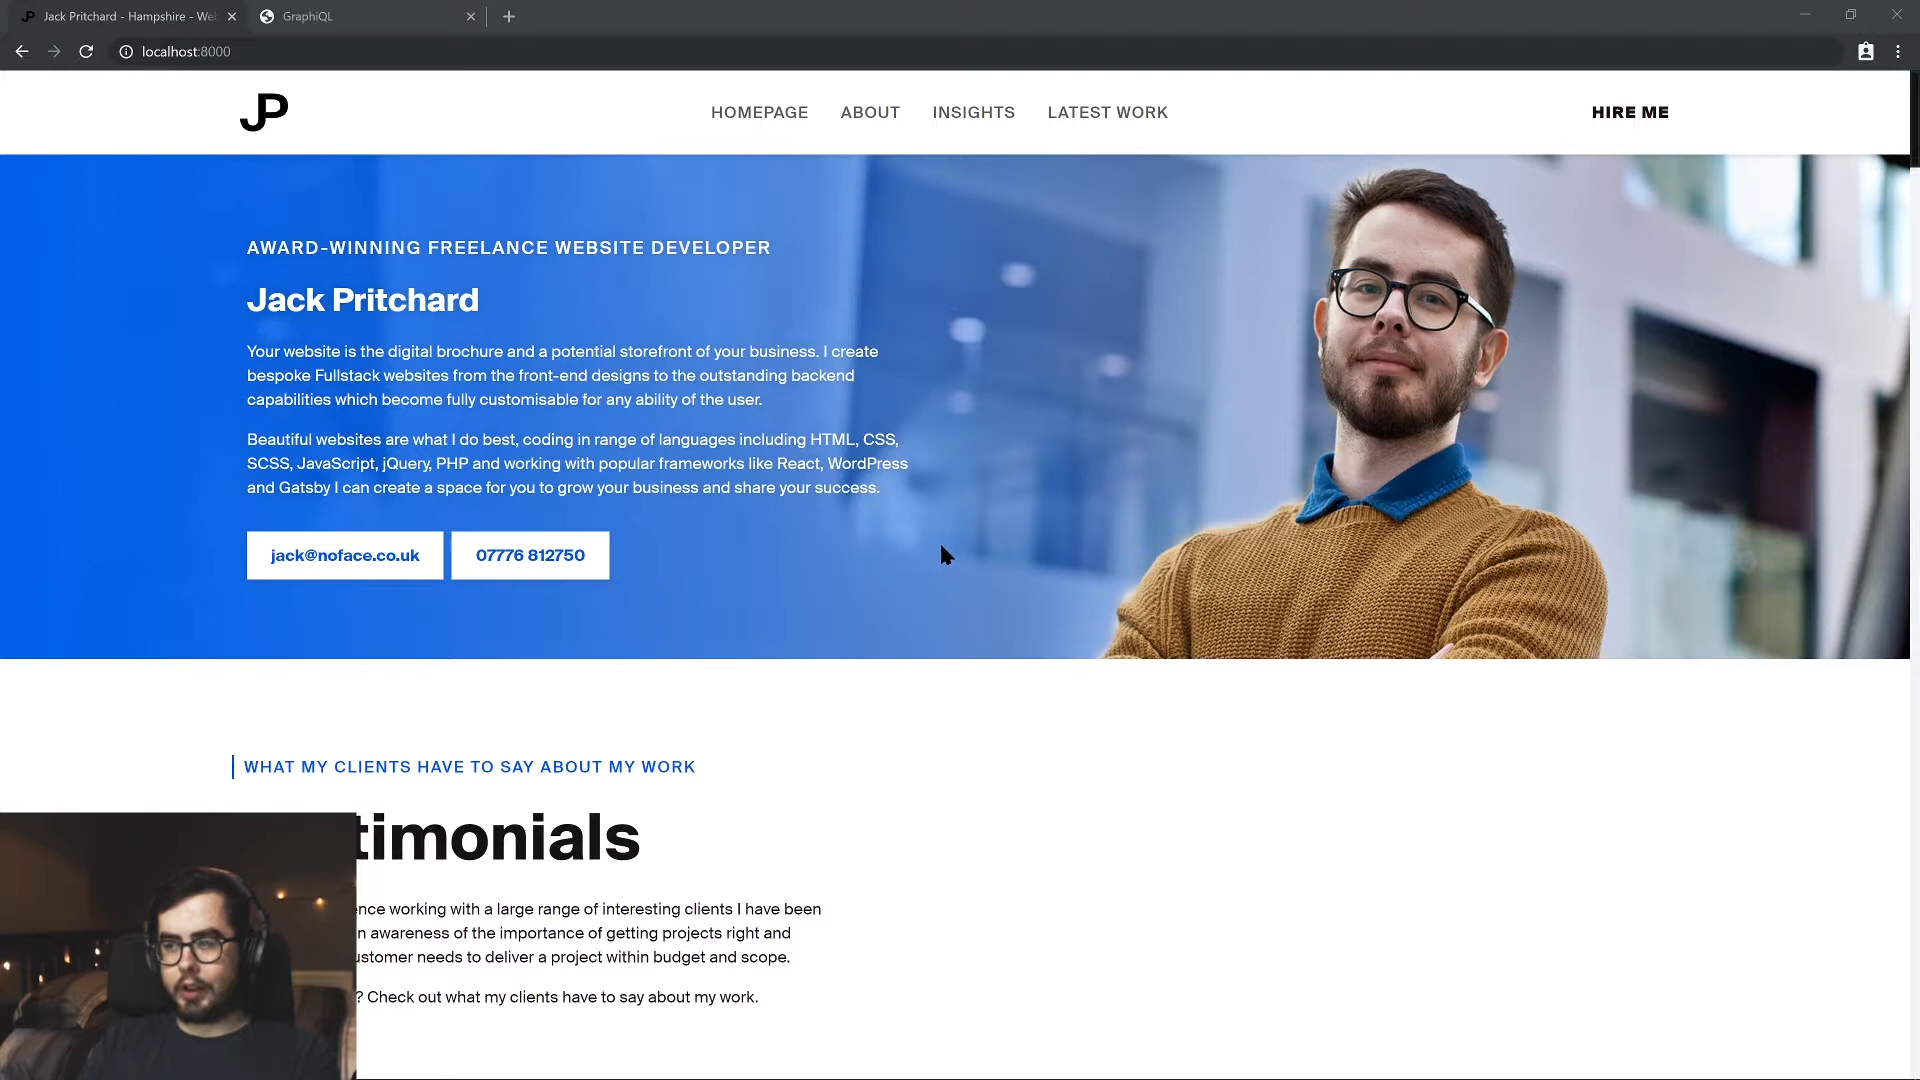 Jack Pritchard - Hampshire - We
GraphiQL
localhost:8000
JP
HOMEPAGE ABOUT INSIGHTS LATEST WORK HIRE ME
AWARD-WINNING FREELANCE WEBSITE DEVELOPER
Jack Pritchard
Your website is the digital brochure and a potential storefront of your business. I create
bespoke Fullstack websites from the front-end designs to the outstanding backend
capabilities which become fully customisable for any ability of the user.
Beautiful websites are what I do best, coding in range of languages including HTML, CSS,
SCSS, JavaScript, jQuery, PHP and working with popular frameworks like React, WordPress
and Gatsby I can create a space for you to grow your business and share your success.
jack@noface.co.uk 07776 812750
WHAT MY CLIENTS HAVE TO SAY ABOUT MY WORK
timonials
ence working with a large range of interesting clients I have been
n awareness of the importance of getting projects right and
ustomer needs to deliver a project within budget and scope.
? Check out what my clients have to say about my work.